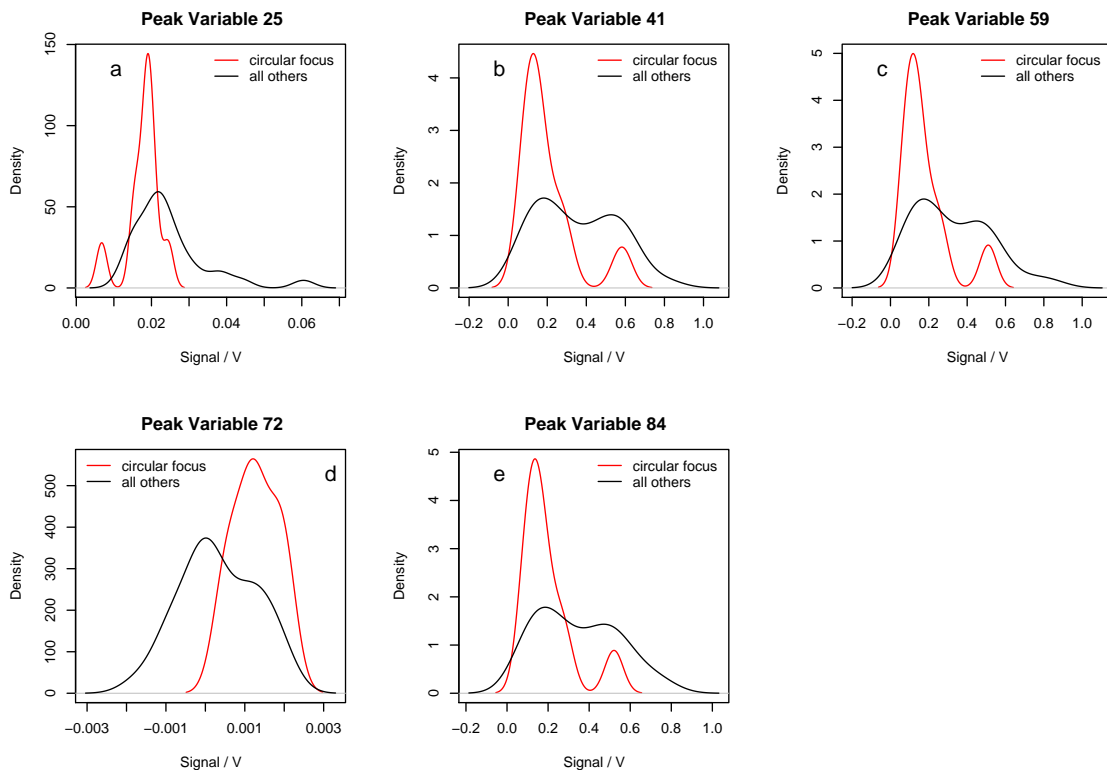 Peak Variable 25
a
circular focus
all others
Density
0
50
100
150
0.00 0.02 0.04 0.06
Signal / V
Peak Variable 41
b
circular focus
all others
Density
0
1
2
3
4
−0.2 0.0 0.2 0.4 0.6 0.8 1.0
Signal / V
Peak Variable 59
c
circular focus
all others
Density
0
1
2
3
4
5
−0.2 0.0 0.2 0.4 0.6 0.8 1.0
Signal / V
Peak Variable 72
circular focus
all others
d
Density
0
100
200
300
400
500
−0.003 −0.001 0.001 0.003
Signal / V
Peak Variable 84
e
circular focus
all others
Density
0
1
2
3
4
5
−0.2 0.0 0.2 0.4 0.6 0.8 1.0
Signal / V